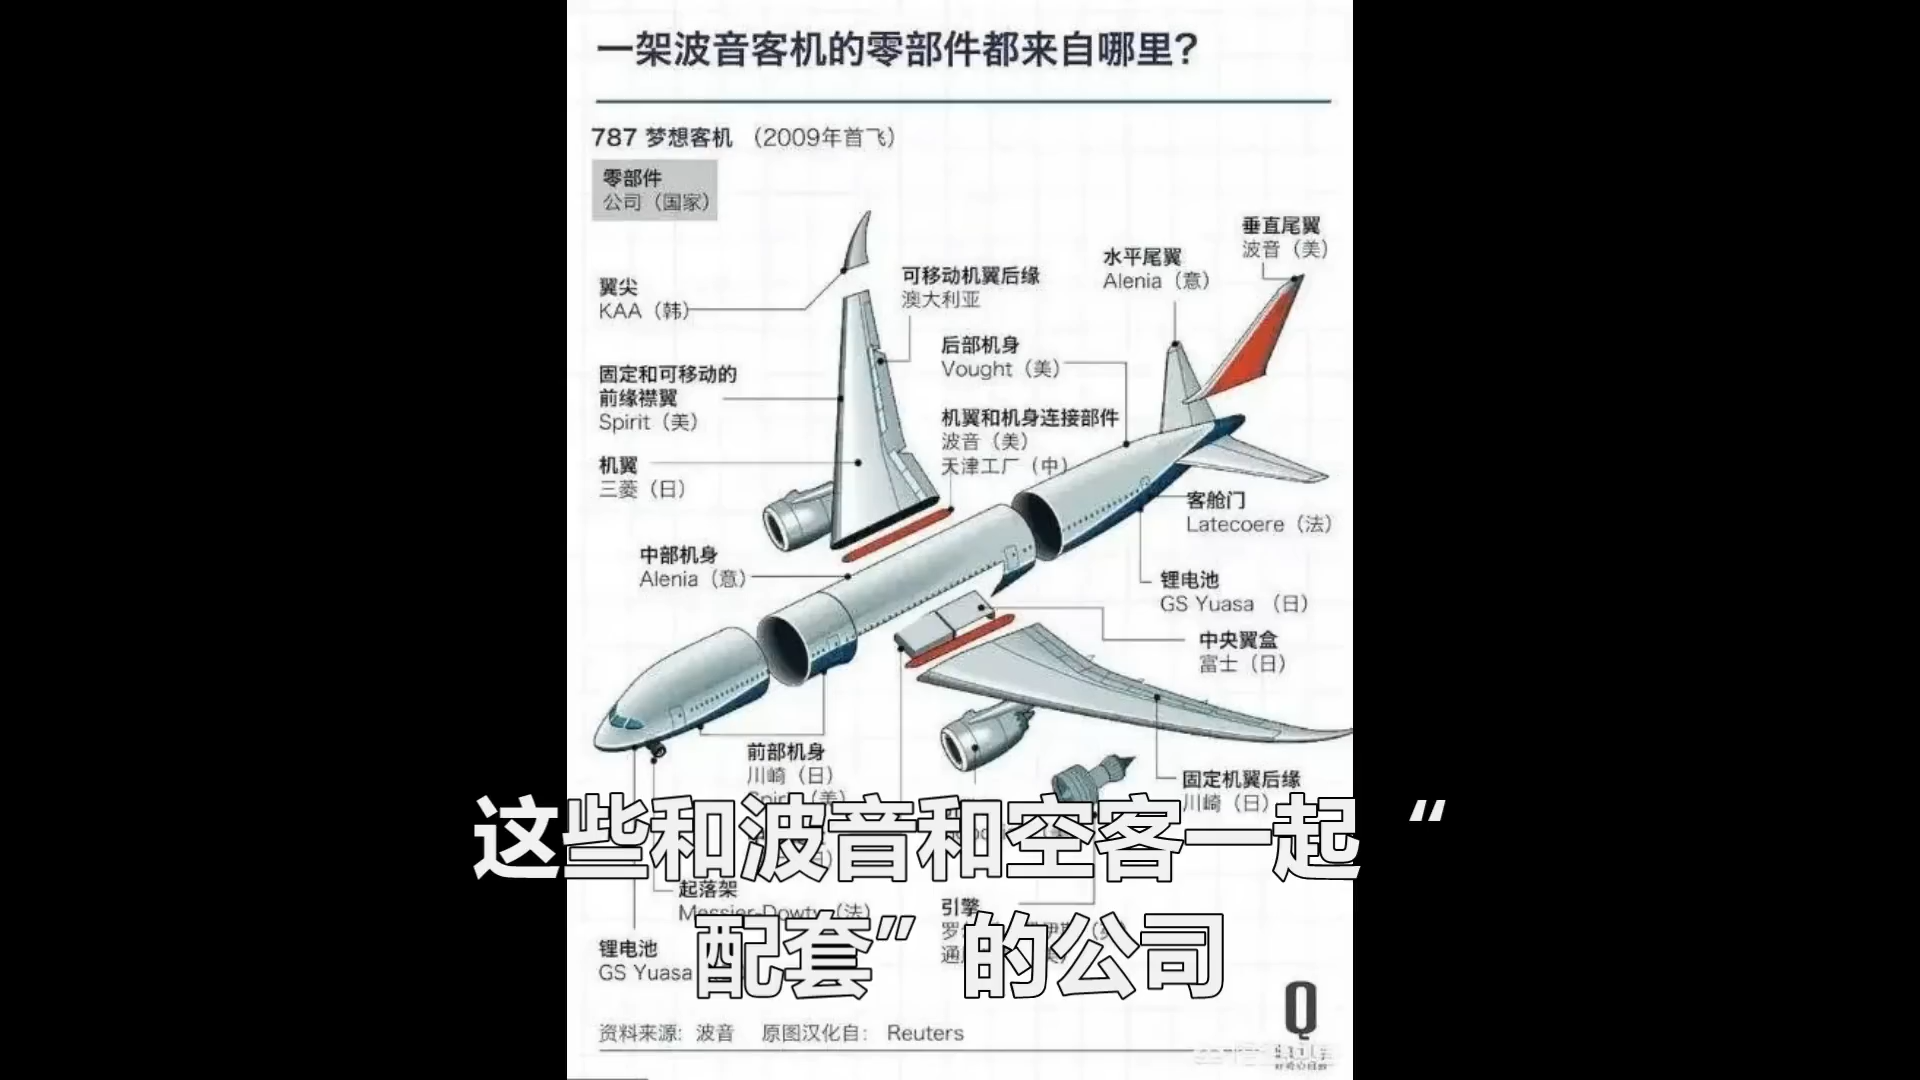 一架波音客机的零部件都来自哪里？
787 梦想客机 （2009年首飞）
零部件
公司（国家）
垂直尾翼
波音（美）
水平尾翼
Alenia（意）
可移动机翼后缘
澳大利亚
翼尖
KAA（韩）
后部机身
Vought（美）
固定和可移动的
前缘襟翼
Spirit（美）
机翼和机身连接部件
波音（美）
天津工厂（中）
机翼
三菱（日）
客舱门
Latecoere（法）
中部机身
Alenia（意）
锂电池
GS Yuasa （日）
中央翼盒
富士（日）
前部机身
川崎（日）
Spirit（美）
固定机翼后缘
川崎（日）
这些和波音和空客一起“
配套”的公司
起落架
Messier-Dowty（法）
引擎
锂电池
GS Yuasa
资料来源：波音 原图汉化自： Reuters
Q